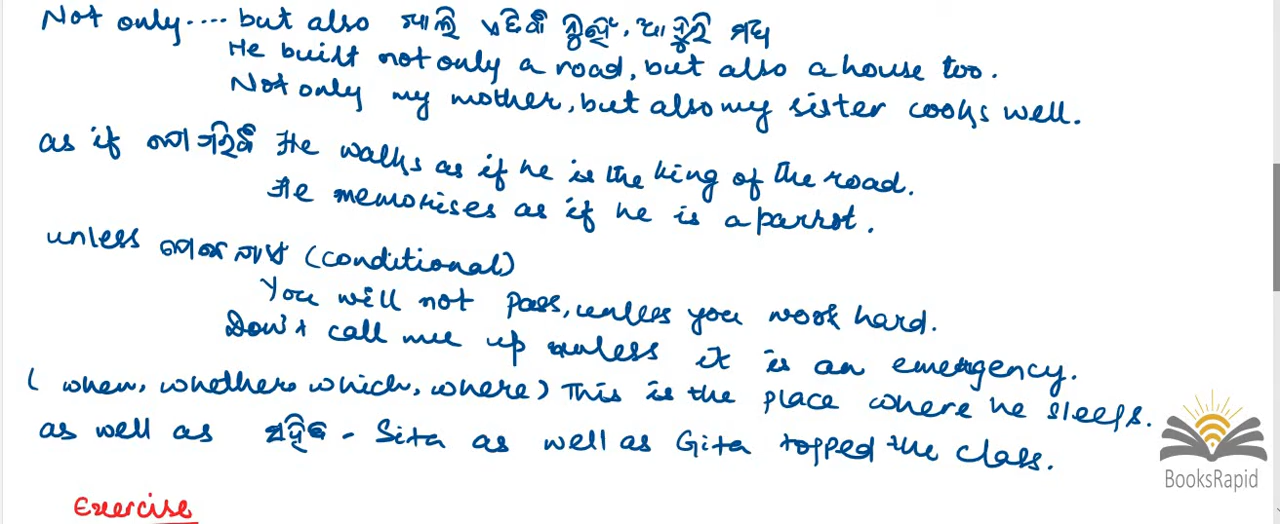 Not only.... but also
He built not only a road, but also a house too.
Not only my mother, but also my sister cooks well.
as if He walks as if he is the king of the road.
He memorises as if he is a parrot.
unless (conditional)
You will not pass, unless you work hard.
Don't call me up unless it is an emergency.
(when, whether which, where) This is the place where he sleeps.
as well as - Sita as well as Gita topped the class.
BooksRapid
Exercise